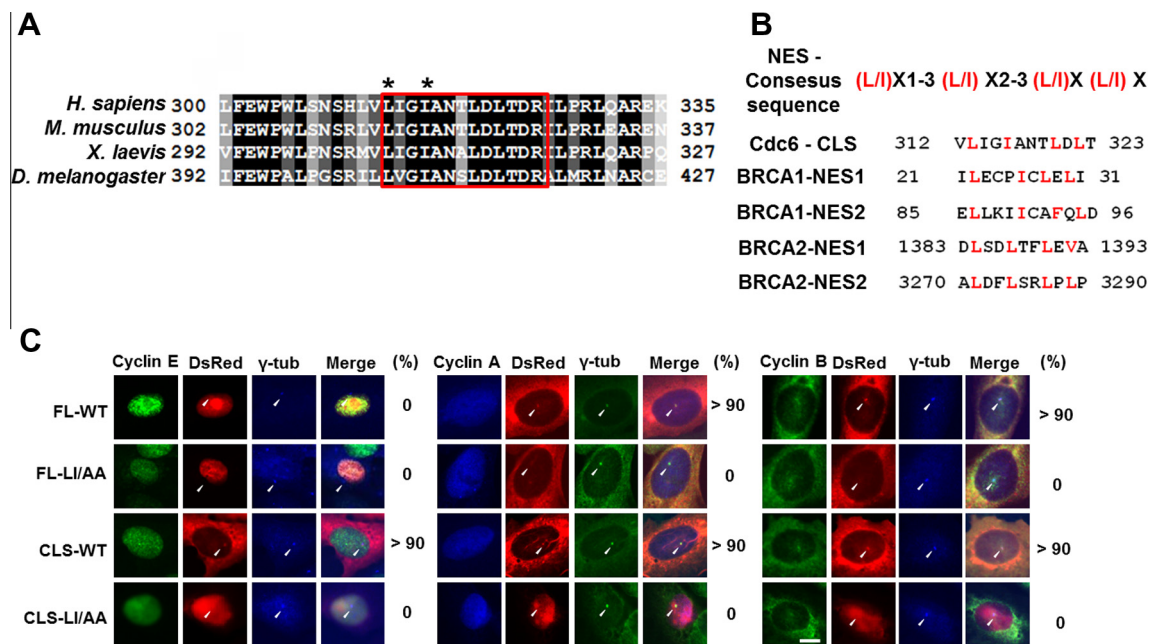 A
* *
H. sapiens 300 LFEWPWLSNSHLVLIGIANTLDLTDRILPRLQAREK 335
M. musculus 302 VFEWPWLSNSHLVLIGIANTLDLTDRILPRLEAREN 337
X. laevis 292 VFEWPYLPNSRMVLIGIANALDLTDRILPRLQARPQ 327
D. melanogaster 392 IFEWPALPGSRILLVGIANSLDLTDRALMRLNARCE 427
B
NES -
Consesus
sequence
(L/I)X1-3 (L/I) X2-3 (L/I)X (L/I) X
Cdc6 - CLS 312 VLIGIANTLDLT 323
BRCA1-NES1 21 ILECPICLELI 31
BRCA1-NES2 85 ELLKIICAFQLD 96
BRCA2-NES1 1383 DLSDLTFLEVA 1393
BRCA2-NES2 3270 ALDFLSRLPLP 3290
C
Cyclin E DsRed γ-tub Merge (%) Cyclin A DsRed γ-tub Merge (%) Cyclin B DsRed γ-tub Merge (%)
FL-WT 0 > 90 > 90
FL-LI/AA 0 0 0
CLS-WT > 90 > 90 > 90
CLS-LI/AA 0 0 0